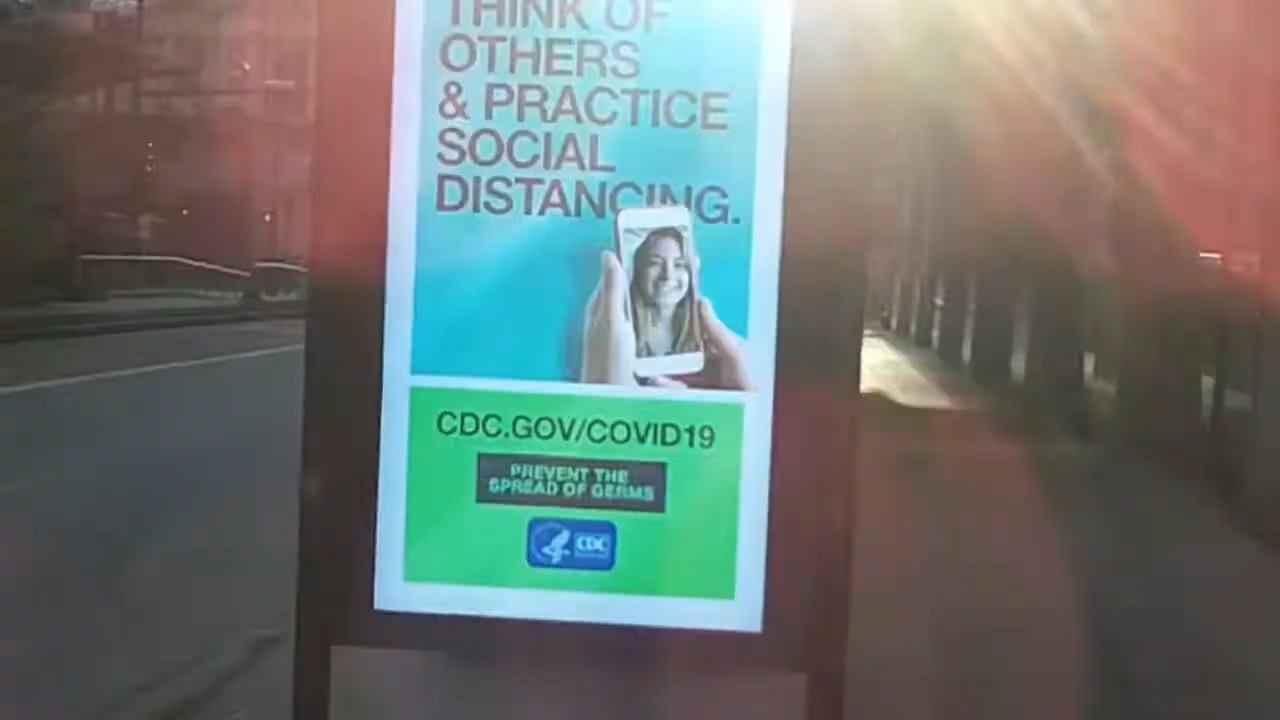 THINK OF
OTHERS
& PRACTICE
SOCIAL
DISTANCING.
CDC.GOV/COVID19
PREVENT THE
SPREAD OF GERMS
CDC